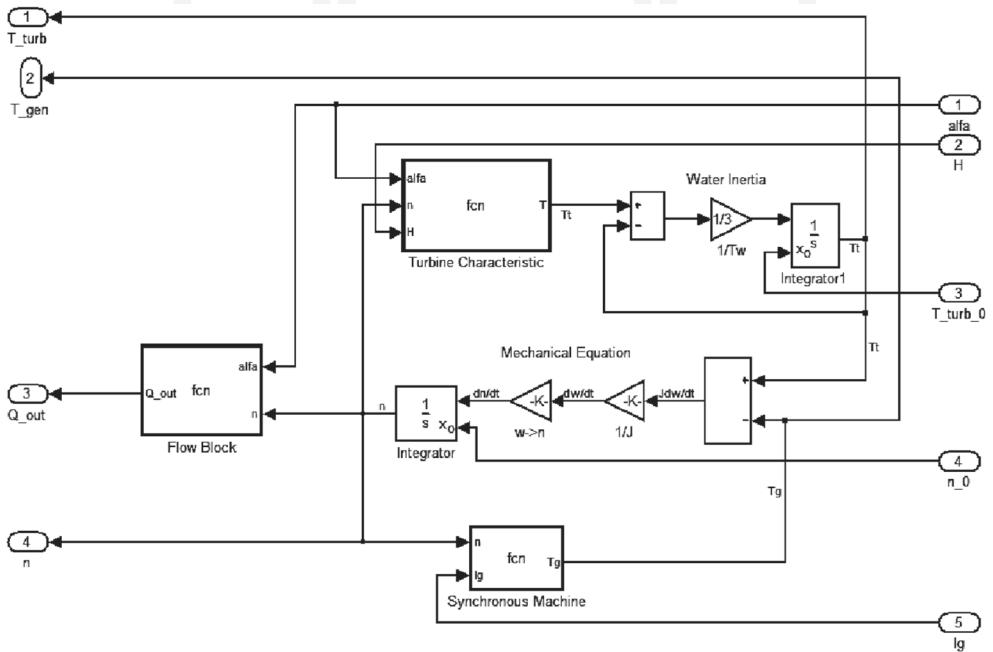 1
T_turb
2
T_gen
1
alfa
2
H
alfa
n
H
fcn
T
Tt
Turbine Characteristic
+
−
Water Inertia
1/3
1/Tw
1
s
xo
Tt
Integrator1
3
T_turb_0
Tt
Mechanical Equation
alfa
Q_out
fcn
n
Flow Block
3
Q_out
n
1
s
xo
Integrator
dn/dt
-K-
w->n
dw/dt
-K-
1/J
Jdw/dt
+
−
4
n_0
Tg
4
n
n
fcn
Tg
Ig
Synchronous Machine
5
Ig